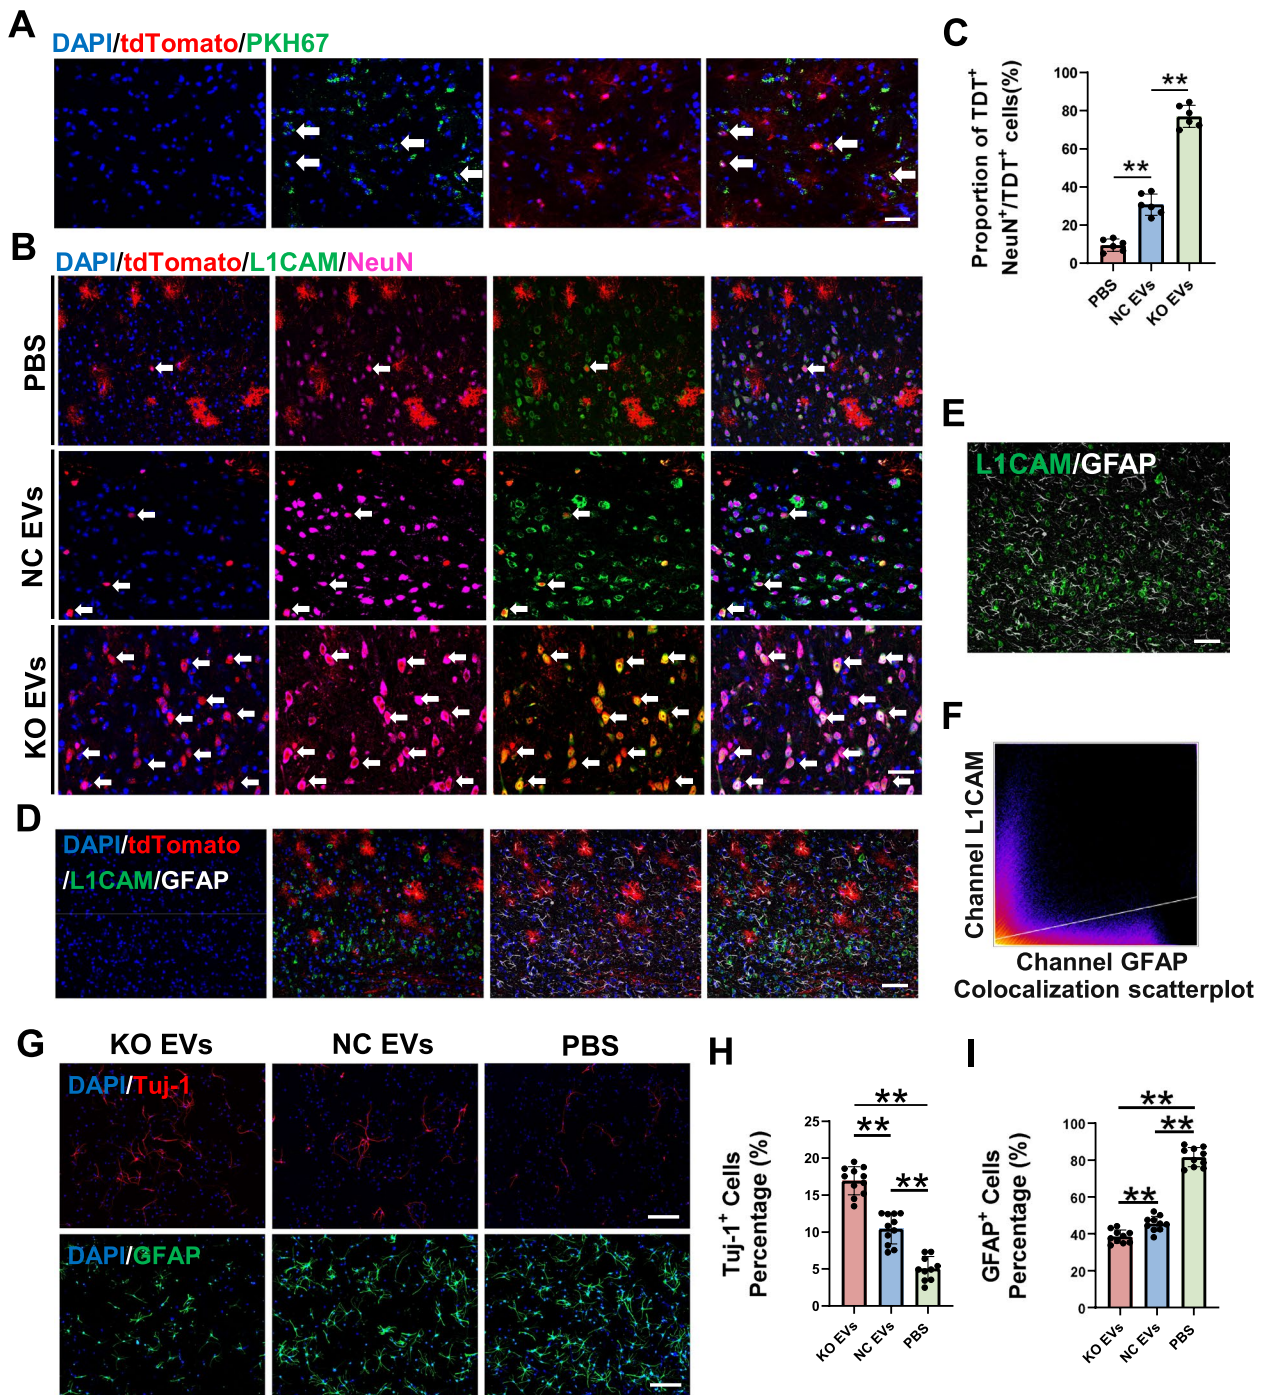 A
DAPI/tdTomato/PKH67
B
DAPI/tdTomato/L1CAM/NeuN
PBS
NC EVs
KO EVs
C
Proportion of TDT+
NeuN+/TDT+ cells(%)
100
80
60
40
20
0
**
**
PBS
NC EVs
KO EVs
D
DAPI/tdTomato
/L1CAM/GFAP
E
L1CAM/GFAP
F
Channel L1CAM
Channel GFAP
Colocalization scatterplot
G
KO EVs
NC EVs
PBS
DAPI/Tuj-1
DAPI/GFAP
H
Tuj-1+ Cells
Percentage (%)
25
20
15
10
5
0
**
**
**
KO EVs
NC EVs
PBS
I
GFAP+ Cells
Percentage (%)
100
80
60
40
20
0
**
**
**
KO EVs
NC EVs
PBS